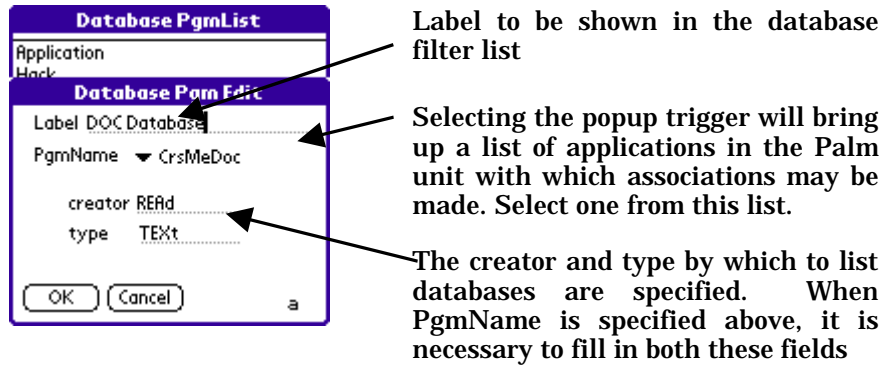 Database PgmList
Application
Hack
Database Pgm Edit
Label DOC Database
PgmName ▼ CrsMeDoc
creator REAd
type TEXt
OK Cancel
a
Label to be shown in the database
filter list
Selecting the popup trigger will bring
up a list of applications in the Palm
unit with which associations may be
made. Select one from this list.
The creator and type by which to list
databases are specified. When
PgmName is specified above, it is
necessary to fill in both these fields